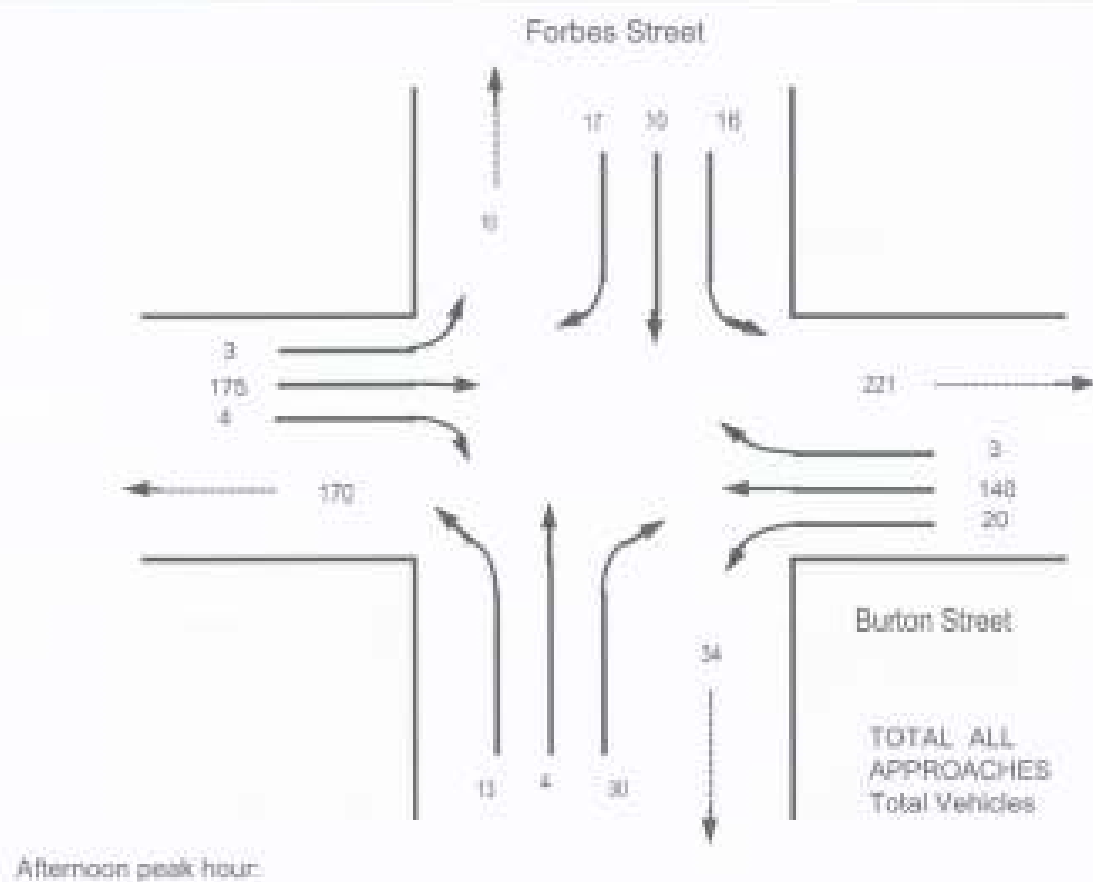 Forbes Street
17 10 16
10
3
175
4
221
3
140
20
170
Burton Street
34
13 4 30
TOTAL ALL
APPROACHES
Total Vehicles
Afternoon peak hour: